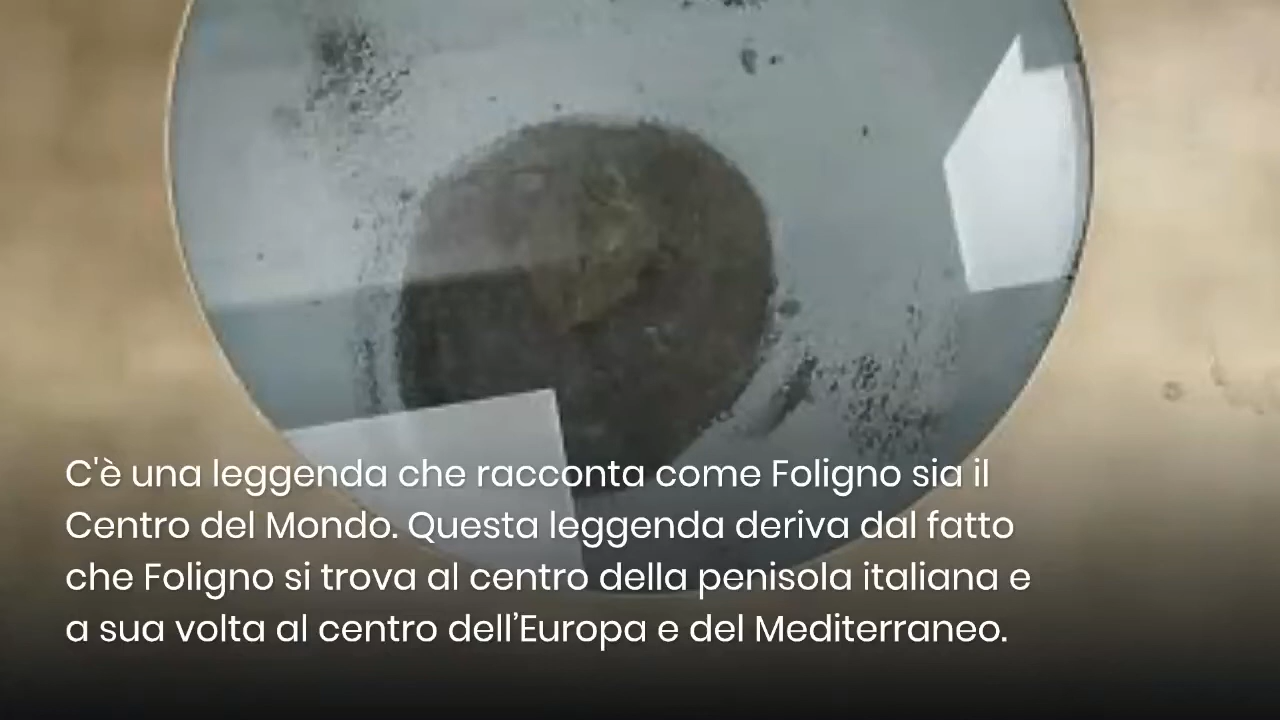 C'è una leggenda che racconta come Foligno sia il
Centro del Mondo. Questa leggenda deriva dal fatto
che Foligno si trova al centro della penisola italiana e
a sua volta al centro dell’Europa e del Mediterraneo.